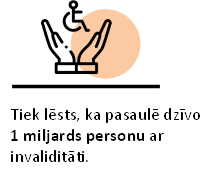 Tiek lēsts, ka pasaulē dzīvo
1 miljards personu ar
invaliditāti.